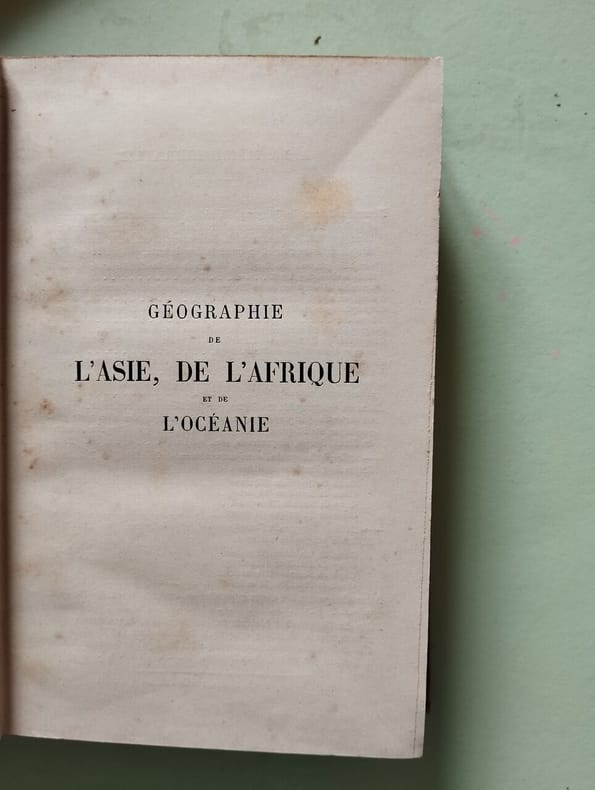 GÉOGRAPHIE
DE
L'ASIE, DE L'AFRIQUE
ET DE
L'OCÉANIE